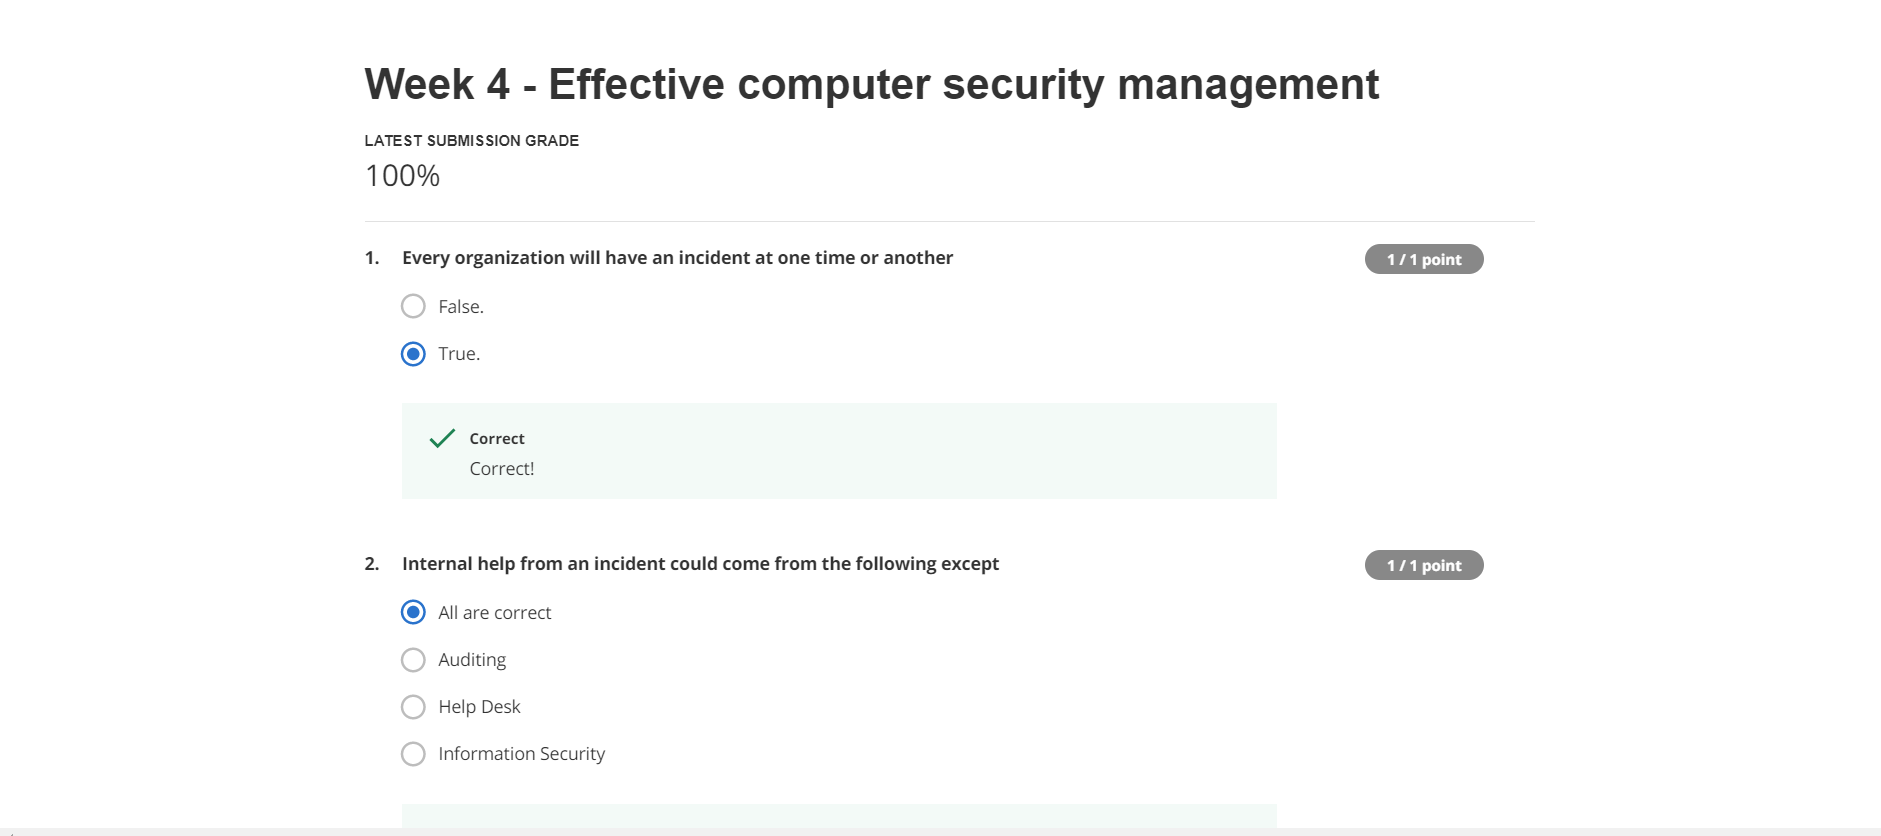 Week 4 - Effective computer security management
LATEST SUBMISSION GRADE
100%
1. Every organization will have an incident at one time or another
1 / 1 point
False.
True.
Correct
Correct!
2. Internal help from an incident could come from the following except
1 / 1 point
All are correct
Auditing
Help Desk
Information Security